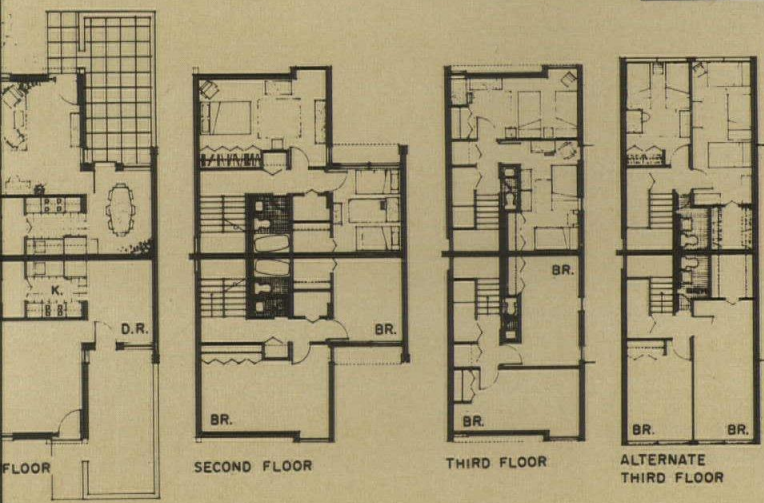 K.
D.R.
FLOOR
BR.
BR.
SECOND FLOOR
BR.
BR.
THIRD FLOOR
BR.
BR.
ALTERNATE
THIRD FLOOR